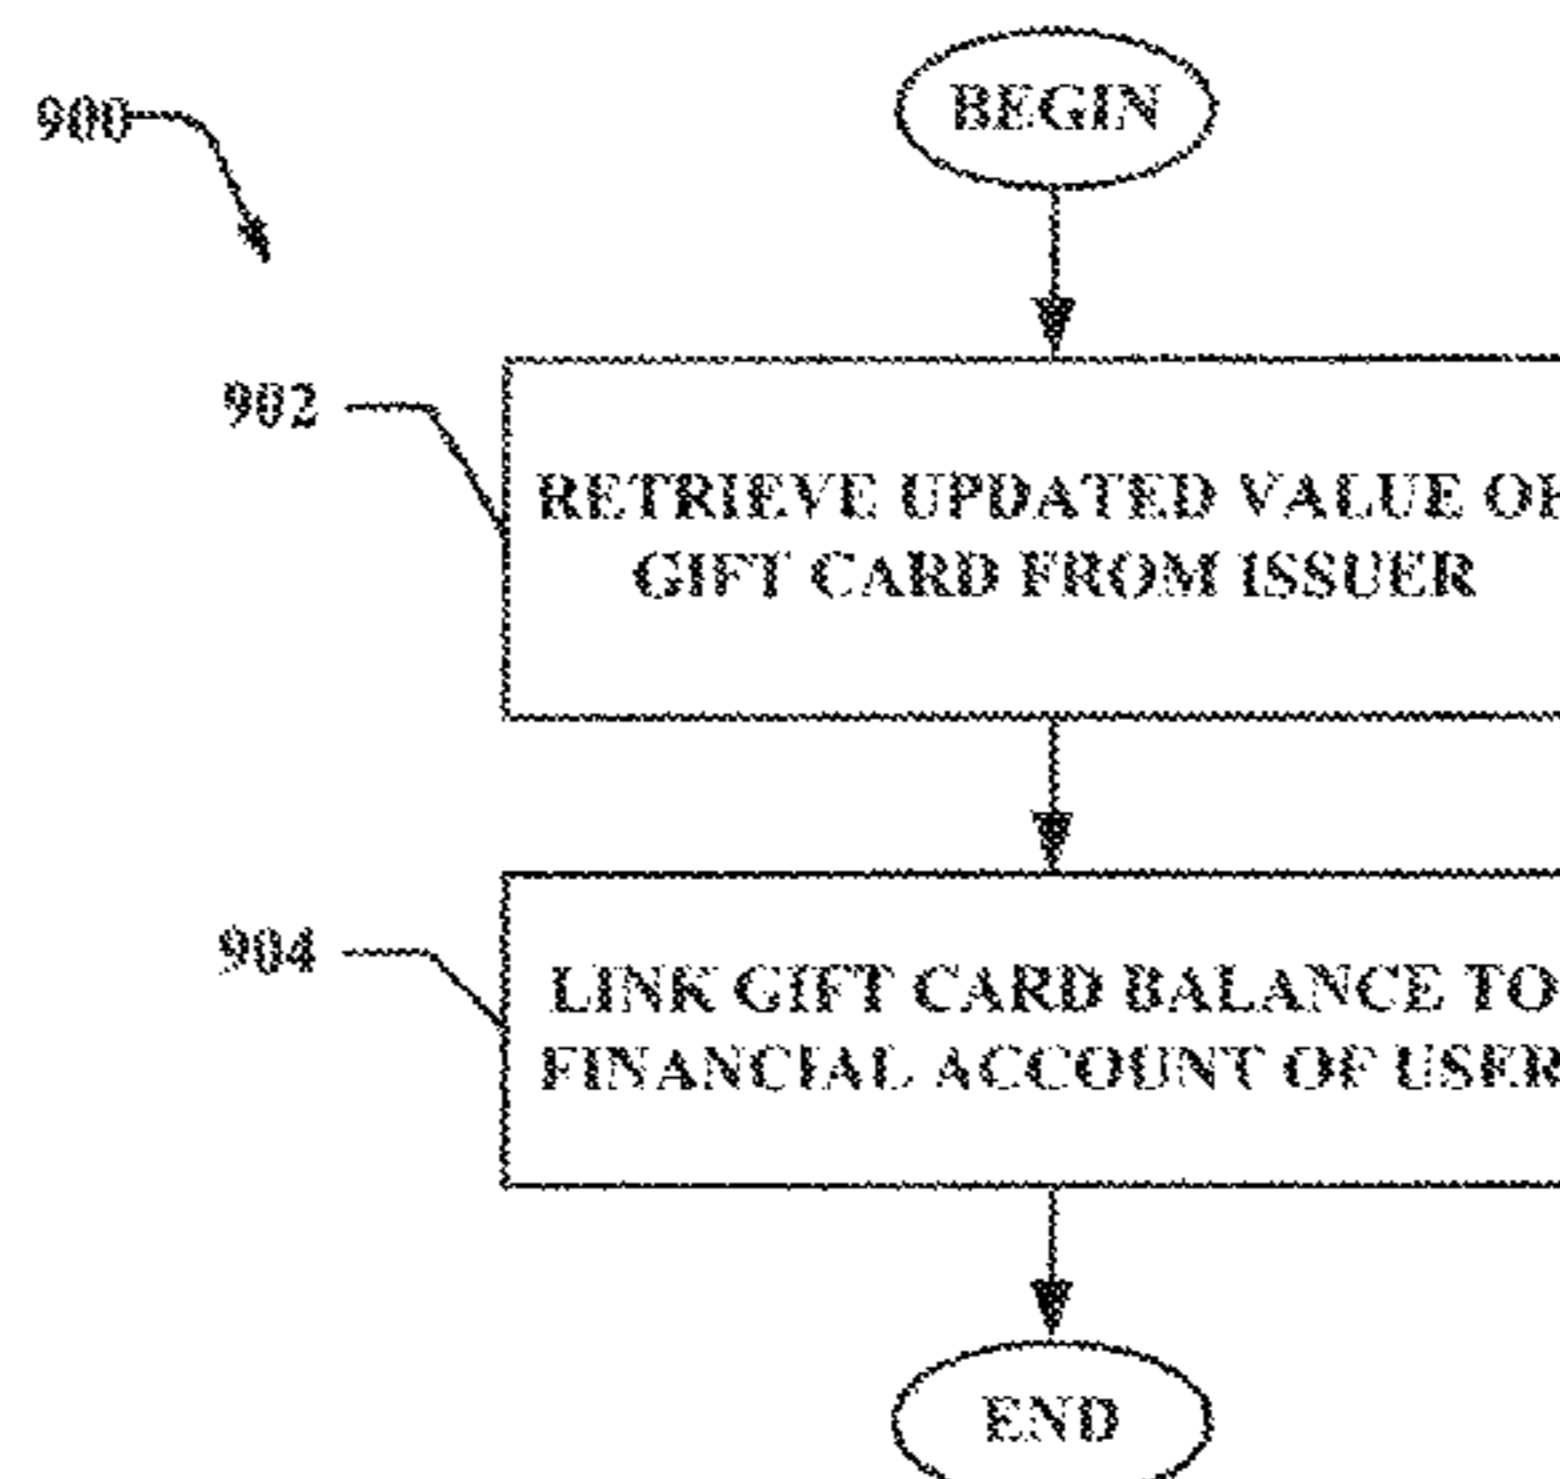 900
BEGIN
902
RETRIEVE UPDATED VALUE OF
GIFT CARD FROM ISSUER
904
LINK GIFT CARD BALANCE TO
FINANCIAL ACCOUNT OF USER
END